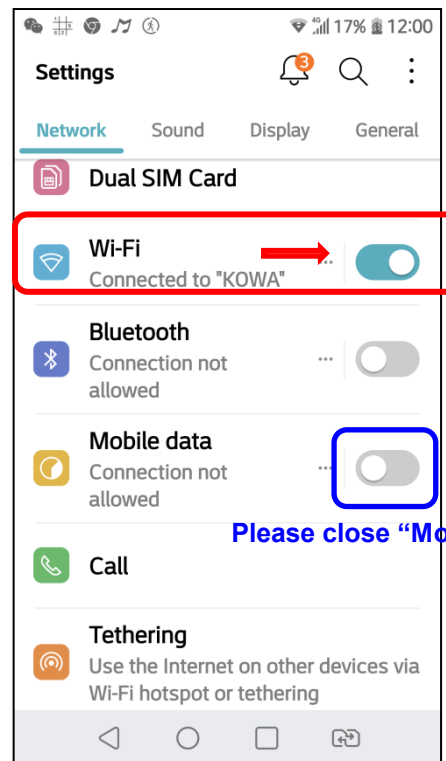 4G 17% 12:00
Settings 3
Network Sound Display General
Dual SIM Card
Wi-Fi
Connected to "KOWA"
Bluetooth
Connection not
allowed
Mobile data
Connection not
allowed
Please close “Mo
Call
Tethering
Use the Internet on other devices via
Wi-Fi hotspot or tethering